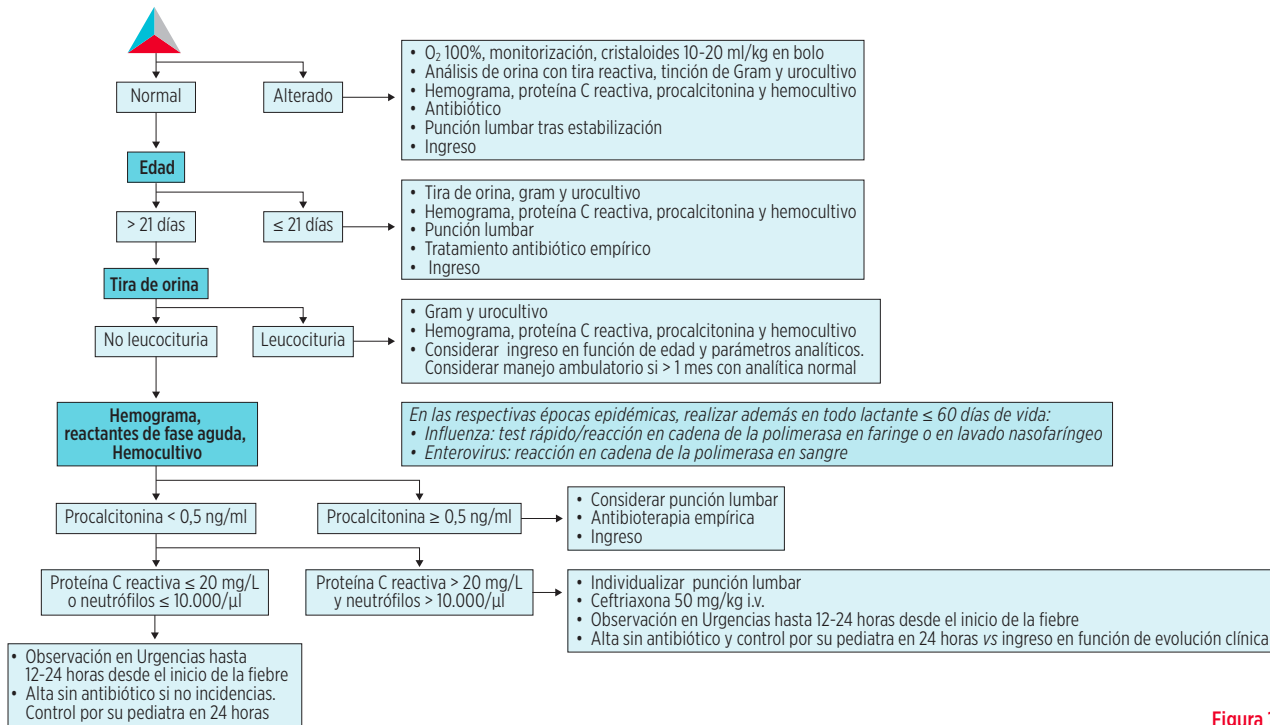 Normal
Alterado
• O₂ 100%, monitorización, cristaloides 10-20 ml/kg en bolo
• Análisis de orina con tira reactiva, tinción de Gram y urocultivo
• Hemograma, proteína C reactiva, procalcitonina y hemocultivo
• Antibiótico
• Punción lumbar tras estabilización
• Ingreso
Edad
> 21 días
≤ 21 días
• Tira de orina, gram y urocultivo
• Hemograma, proteína C reactiva, procalcitonina y hemocultivo
• Punción lumbar
• Tratamiento antibiótico empírico
• Ingreso
Tira de orina
No leucocituria
Leucocituria
• Gram y urocultivo
• Hemograma, proteína C reactiva, procalcitonina y hemocultivo
• Considerar ingreso en función de edad y parámetros analíticos.
Considerar manejo ambulatorio si > 1 mes con analítica normal
Hemograma,
reactantes de fase aguda,
Hemocultivo
En las respectivas épocas epidémicas, realizar además en todo lactante ≤ 60 días de vida:
• Influenza: test rápido/reacción en cadena de la polimerasa en faringe o en lavado nasofaríngeo
• Enterovirus: reacción en cadena de la polimerasa en sangre
Procalcitonina < 0,5 ng/ml
Procalcitonina ≥ 0,5 ng/ml
• Considerar punción lumbar
• Antibioterapia empírica
• Ingreso
Proteína C reactiva ≤ 20 mg/L
o neutrófilos ≤ 10.000/µl
Proteína C reactiva > 20 mg/L
y neutrófilos > 10.000/µl
• Individualizar punción lumbar
• Ceftriaxona 50 mg/kg i.v.
• Observación en Urgencias hasta 12-24 horas desde el inicio de la fiebre
• Alta sin antibiótico y control por su pediatra en 24 horas vs ingreso en función de evolución clínica
• Observación en Urgencias hasta
12-24 horas desde el inicio de la fiebre
• Alta sin antibiótico si no incidencias.
Control por su pediatra en 24 horas
Figura 1